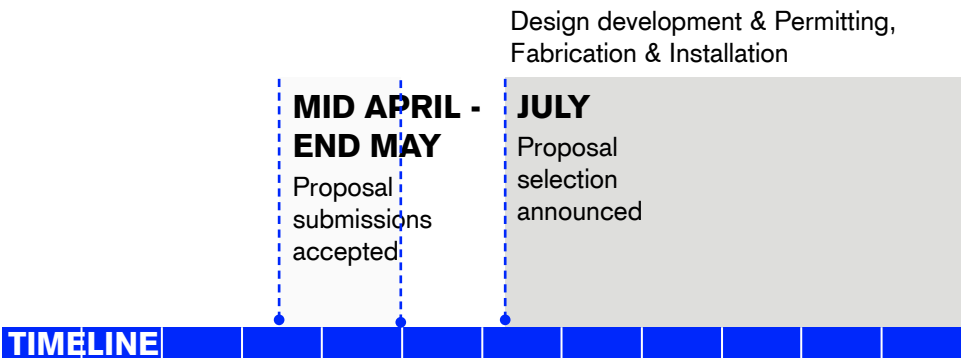 Design development & Permitting,
Fabrication & Installation
MID APRIL -
END MAY
Proposal
submissions
accepted
JULY
Proposal
selection
announced
TIMELINE